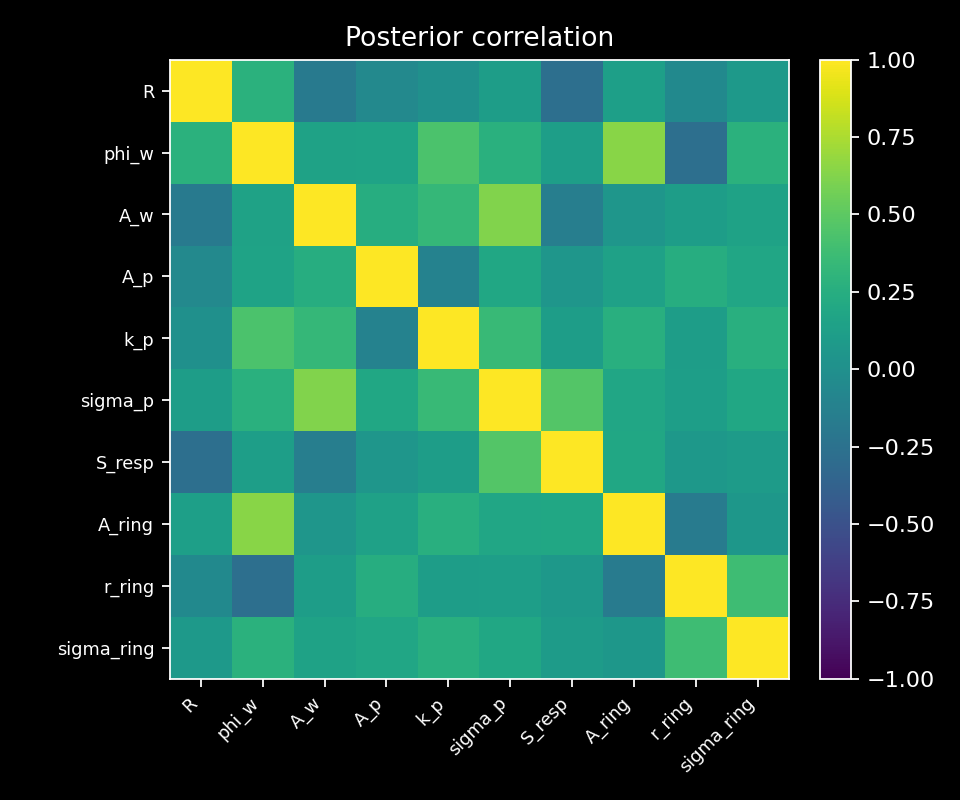 Posterior correlation
R
phi_w
A_w
A_p
k_p
sigma_p
S_resp
A_ring
r_ring
sigma_ring
R
phi_w
A_w
A_p
k_p
sigma_p
S_resp
A_ring
r_ring
sigma_ring
1.00
0.75
0.50
0.25
0.00
−0.25
−0.50
−0.75
−1.00